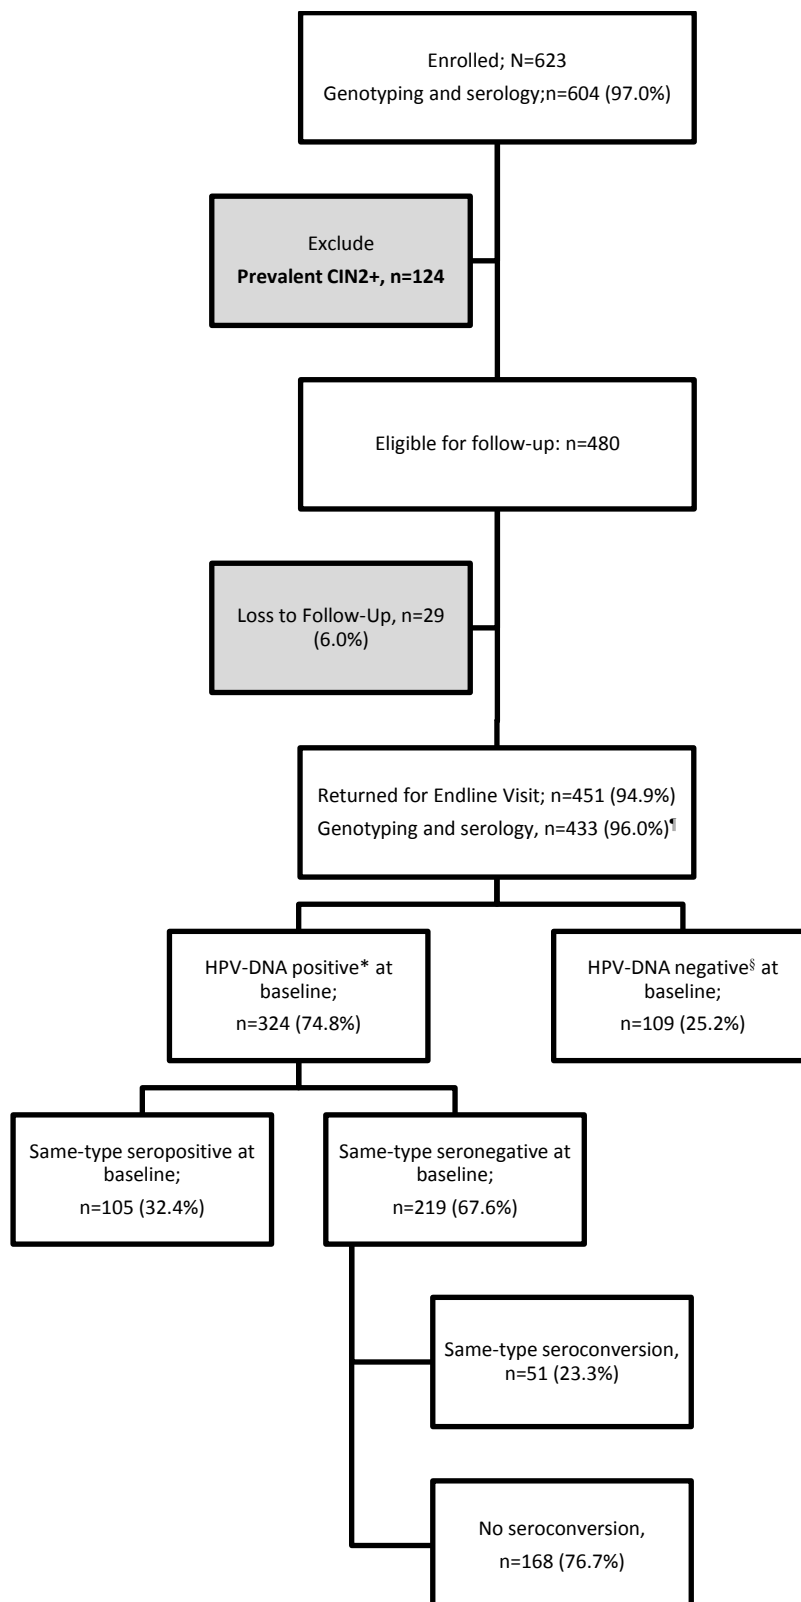 Enrolled; N=623
Genotyping and serology;n=604 (97.0%)
Exclude
Prevalent CIN2+, n=124
Eligible for follow-up: n=480
Loss to Follow-Up, n=29
(6.0%)
Returned for Endline Visit; n=451 (94.9%)
Genotyping and serology, n=433 (96.0%)¶
HPV-DNA positive* at
baseline;
n=324 (74.8%)
HPV-DNA negative§ at
baseline;
n=109 (25.2%)
Same-type seropositive at
baseline;
n=105 (32.4%)
Same-type seronegative at
baseline;
n=219 (67.6%)
Same-type seroconversion,
n=51 (23.3%)
No seroconversion,
n=168 (76.7%)